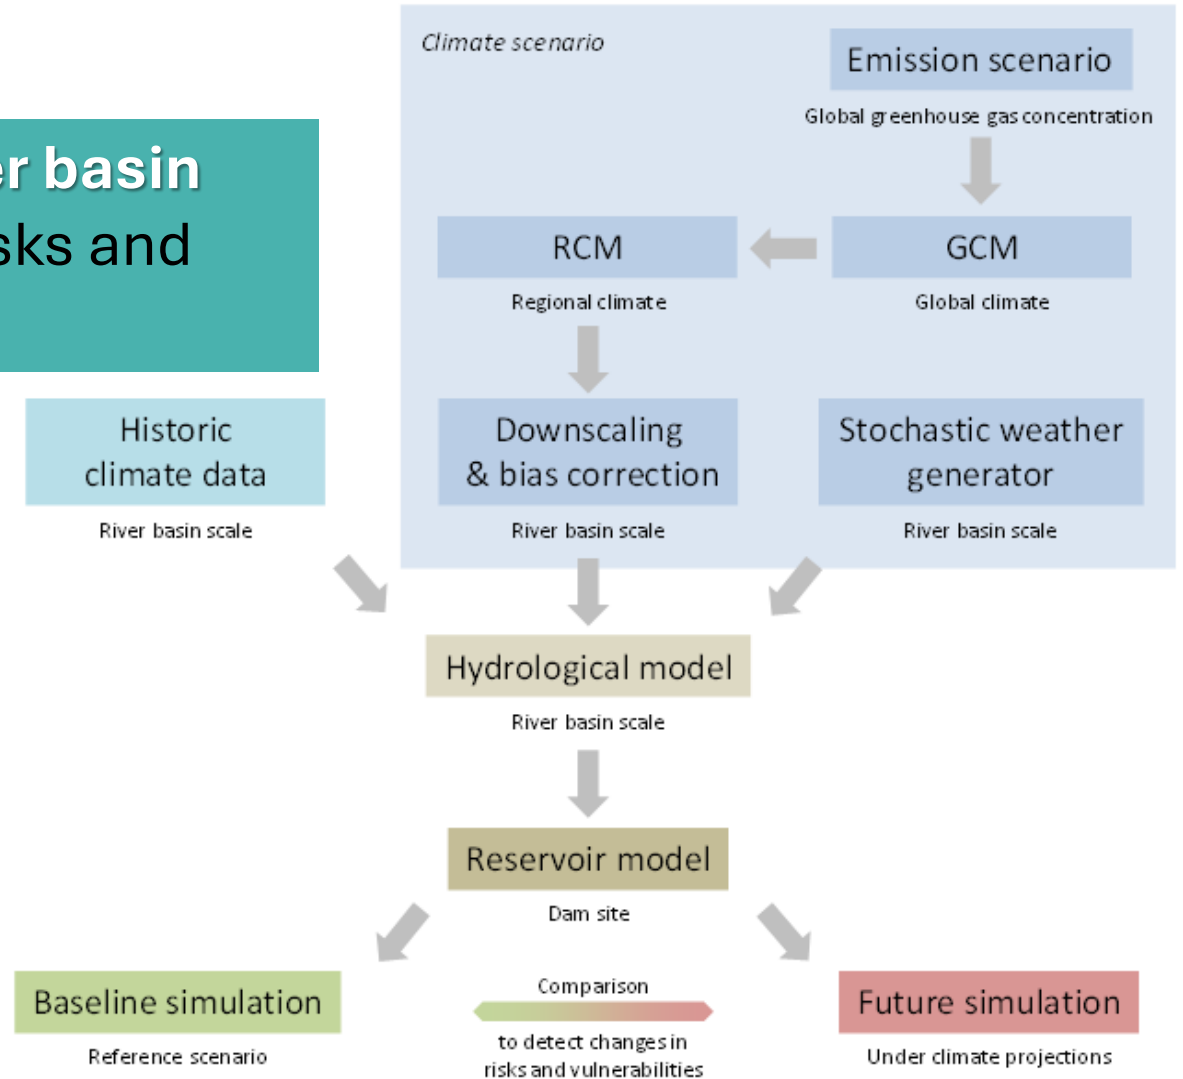 Climate scenario
Emission scenario
Global greenhouse gas concentration
er basin
sks and
RCM
GCM
Regional climate
Global climate
Historic
climate data
Downscaling
& bias correction
Stochastic weather
generator
River basin scale
River basin scale
River basin scale
Hydrological model
River basin scale
Reservoir model
Dam site
Baseline simulation
Reference scenario
Comparison
to detect changes in
risks and vulnerabilities
Future simulation
Under climate projections